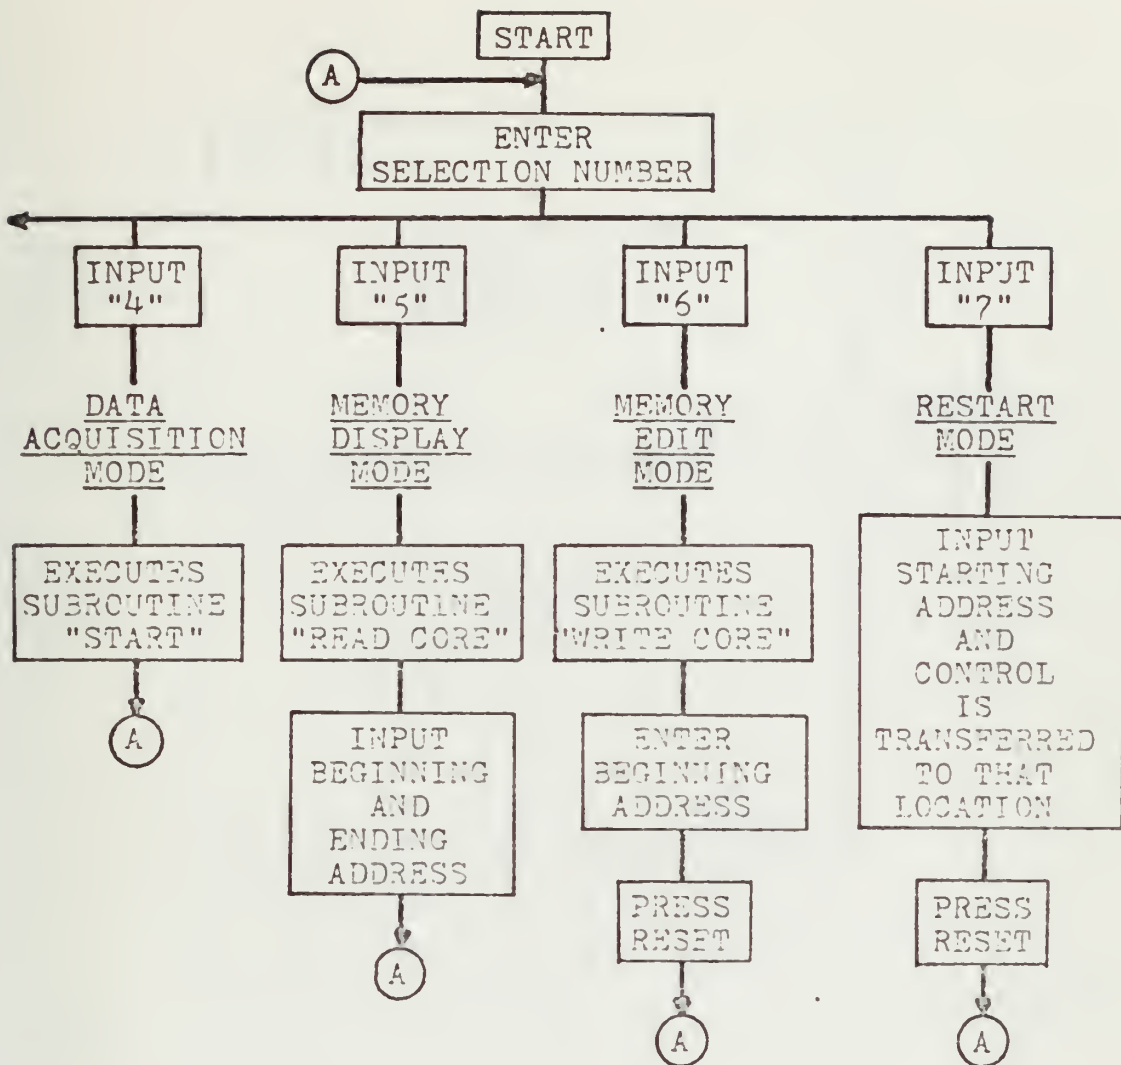 START
A
ENTER
SELECTION NUMBER
INPUT
"4"
DATA
ACQUISITION
MODE
EXECUTES
SUBROUTINE
"START"
A
INPUT
"5"
MEMORY
DISPLAY
MODE
EXECUTES
SUBROUTINE
"READ CORE"
INPUT
BEGINNING
AND
ENDING
ADDRESS
A
INPUT
"6"
MEMORY
EDIT
MODE
EXECUTES
SUBROUTINE
"WRITE CORE"
ENTER
BEGINNING
ADDRESS
PRESS
RESET
A
INPUT
"7"
RESTART
MODE
INPUT
STARTING
ADDRESS
AND
CONTROL
IS
TRANSFERRED
TO THAT
LOCATION
PRESS
RESET
A